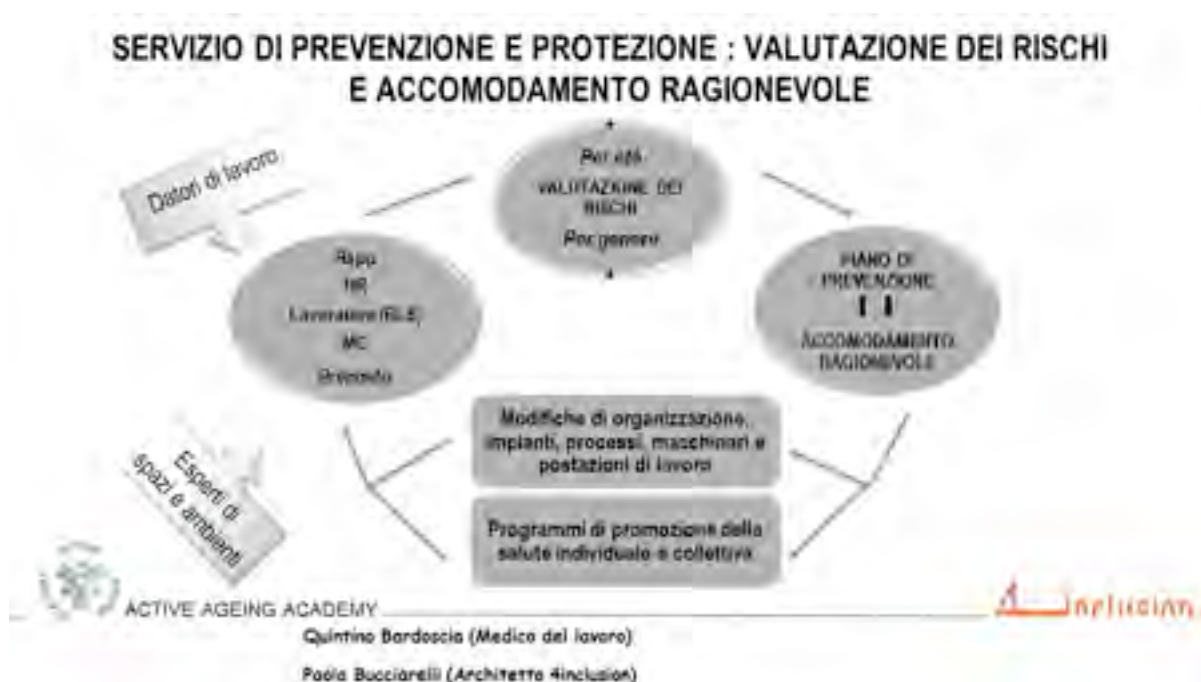 SERVIZIO DI PREVENZIONE E PROTEZIONE : VALUTAZIONE DEI RISCHI
E ACCOMODAMENTO RAGIONEVOLE
Datori di lavoro
Per età
VALUTAZIONE DEI
RISCHI
Per genere
Rspp
HR
Lavoratore (RLS)
MC
Preposto
PIANO DI
PREVENZIONE
ACCOMODAMENTO
RAGIONEVOLE
Modifiche di organizzazione,
impianti, processi, macchinari e
postazioni di lavoro
Programmi di promozione della
salute individuale e collettiva
Esperti di
spazi e ambienti
ACTIVE AGEING ACADEMY
4inclusion
Quintino Bardoscia (Medico del lavoro)
Paola Bucciarelli (Architetto 4inclusion)